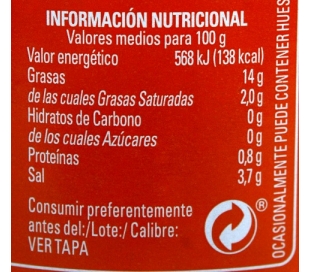 INFORMACIÓN NUTRICIONAL
Valores medios para 100 g
Valor energético 568 kJ (138 kcal)
Grasas 14 g
de las cuales Grasas Saturadas 2,0 g
Hidratos de Carbono 0 g
de los cuales Azúcares 0 g
Proteínas 0,8 g
Sal 3,7 g
Consumir preferentemente
antes del:/Lote:/ Calibre:
VER TAPA
®
OCASIONALMENTE PUEDE CONTENER